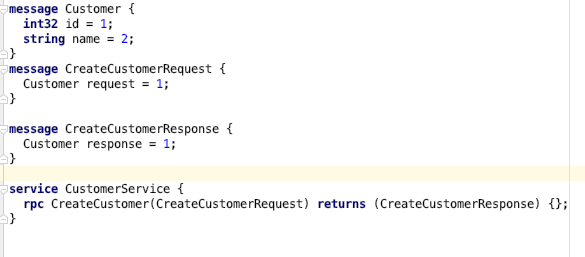 message Customer {
  int32 id = 1;
  string name = 2;
}
message CreateCustomerRequest {
  Customer request = 1;
}
message CreateCustomerResponse {
  Customer response = 1;
}
service CustomerService {
  rpc CreateCustomer(CreateCustomerRequest) returns (CreateCustomerResponse) {};
}